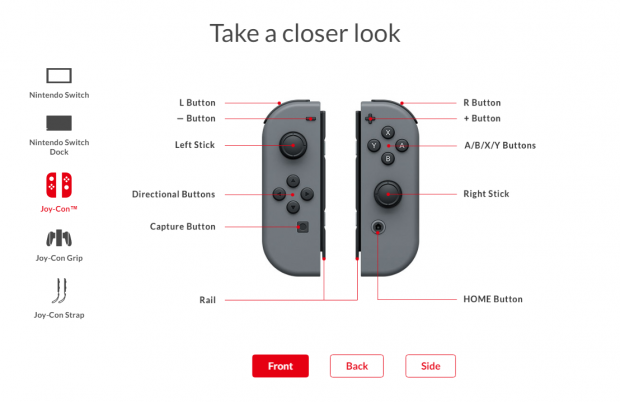 Take a closer look
Nintendo Switch
Nintendo Switch
Dock
Joy-Con™
Joy-Con Grip
Joy-Con Strap
L Button
— Button
Left Stick
Directional Buttons
Capture Button
Rail
R Button
+ Button
A/B/X/Y Buttons
Right Stick
HOME Button
X
Y
A
B
Front
Back
Side